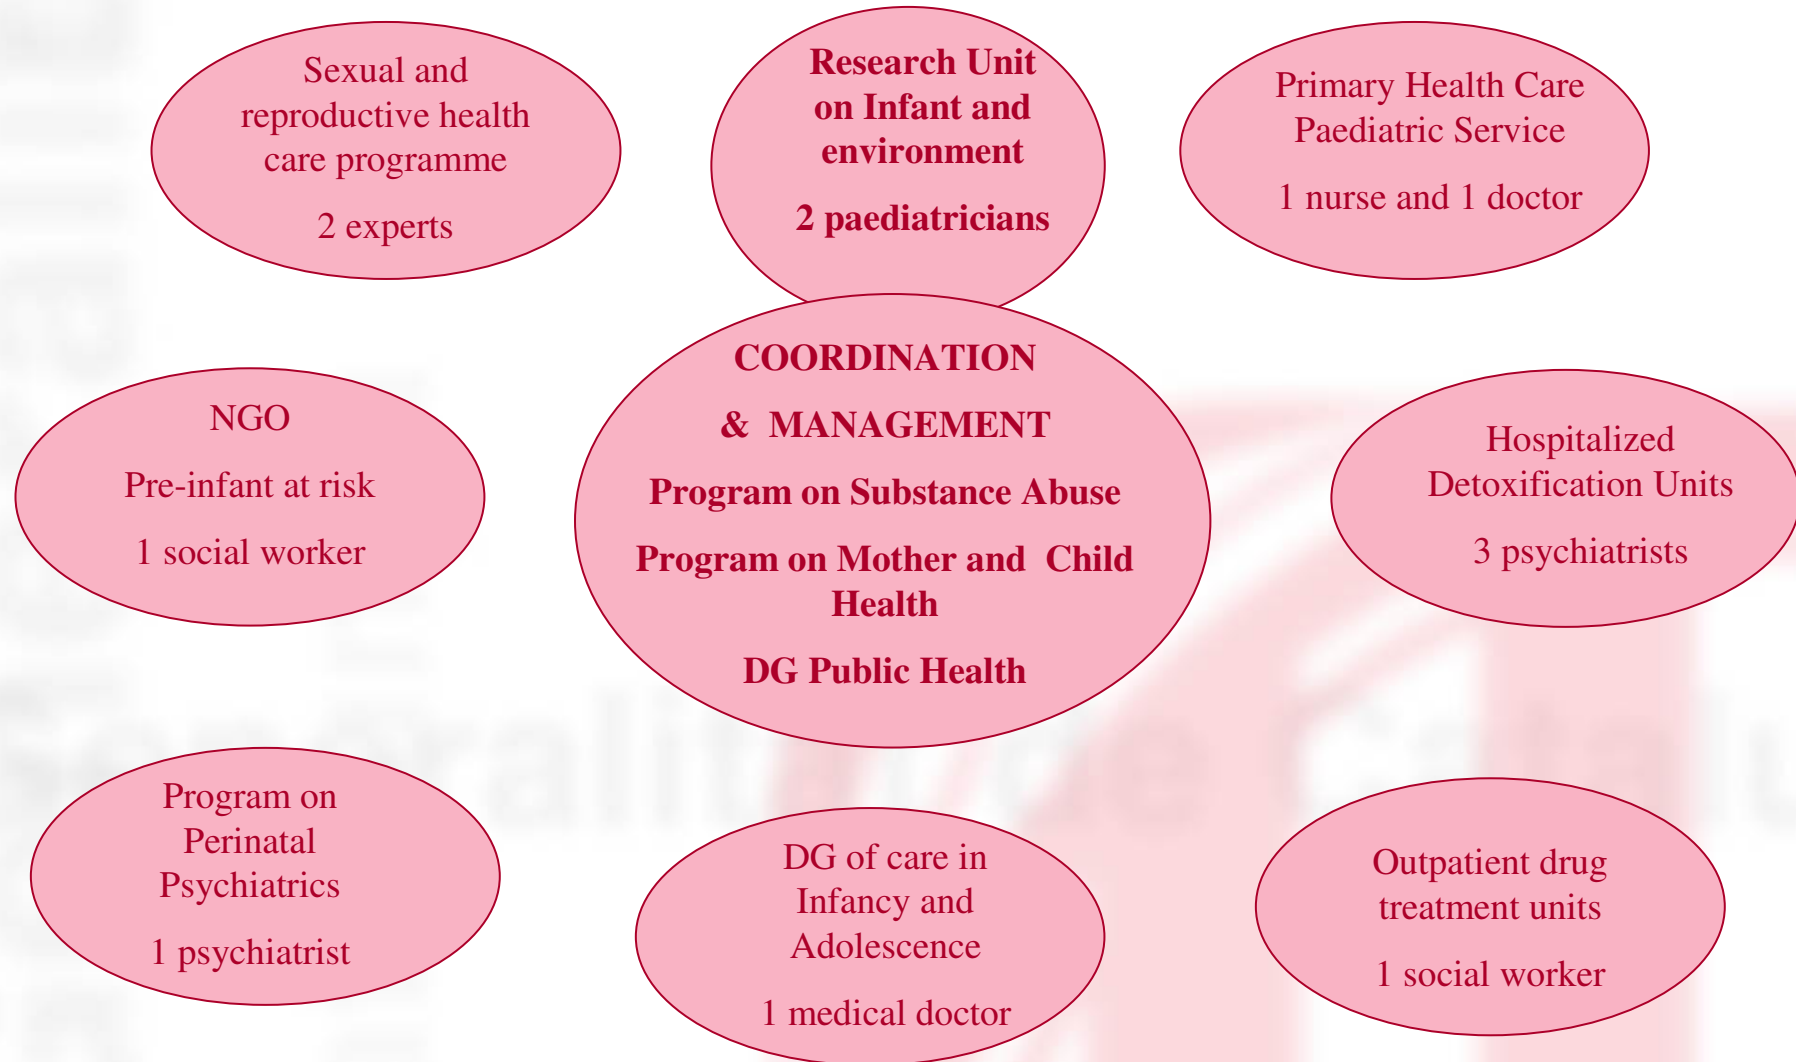 Sexual and
reproductive health
care programme
2 experts
Research Unit
on Infant and
environment
2 paediatricians
Primary Health Care
Paediatric Service
1 nurse and 1 doctor
NGO
Pre-infant at risk
1 social worker
COORDINATION
& MANAGEMENT
Program on Substance Abuse
Program on Mother and Child
Health
DG Public Health
Hospitalized
Detoxification Units
3 psychiatrists
Program on
Perinatal
Psychiatrics
1 psychiatrist
DG of care in
Infancy and
Adolescence
1 medical doctor
Outpatient drug
treatment units
1 social worker